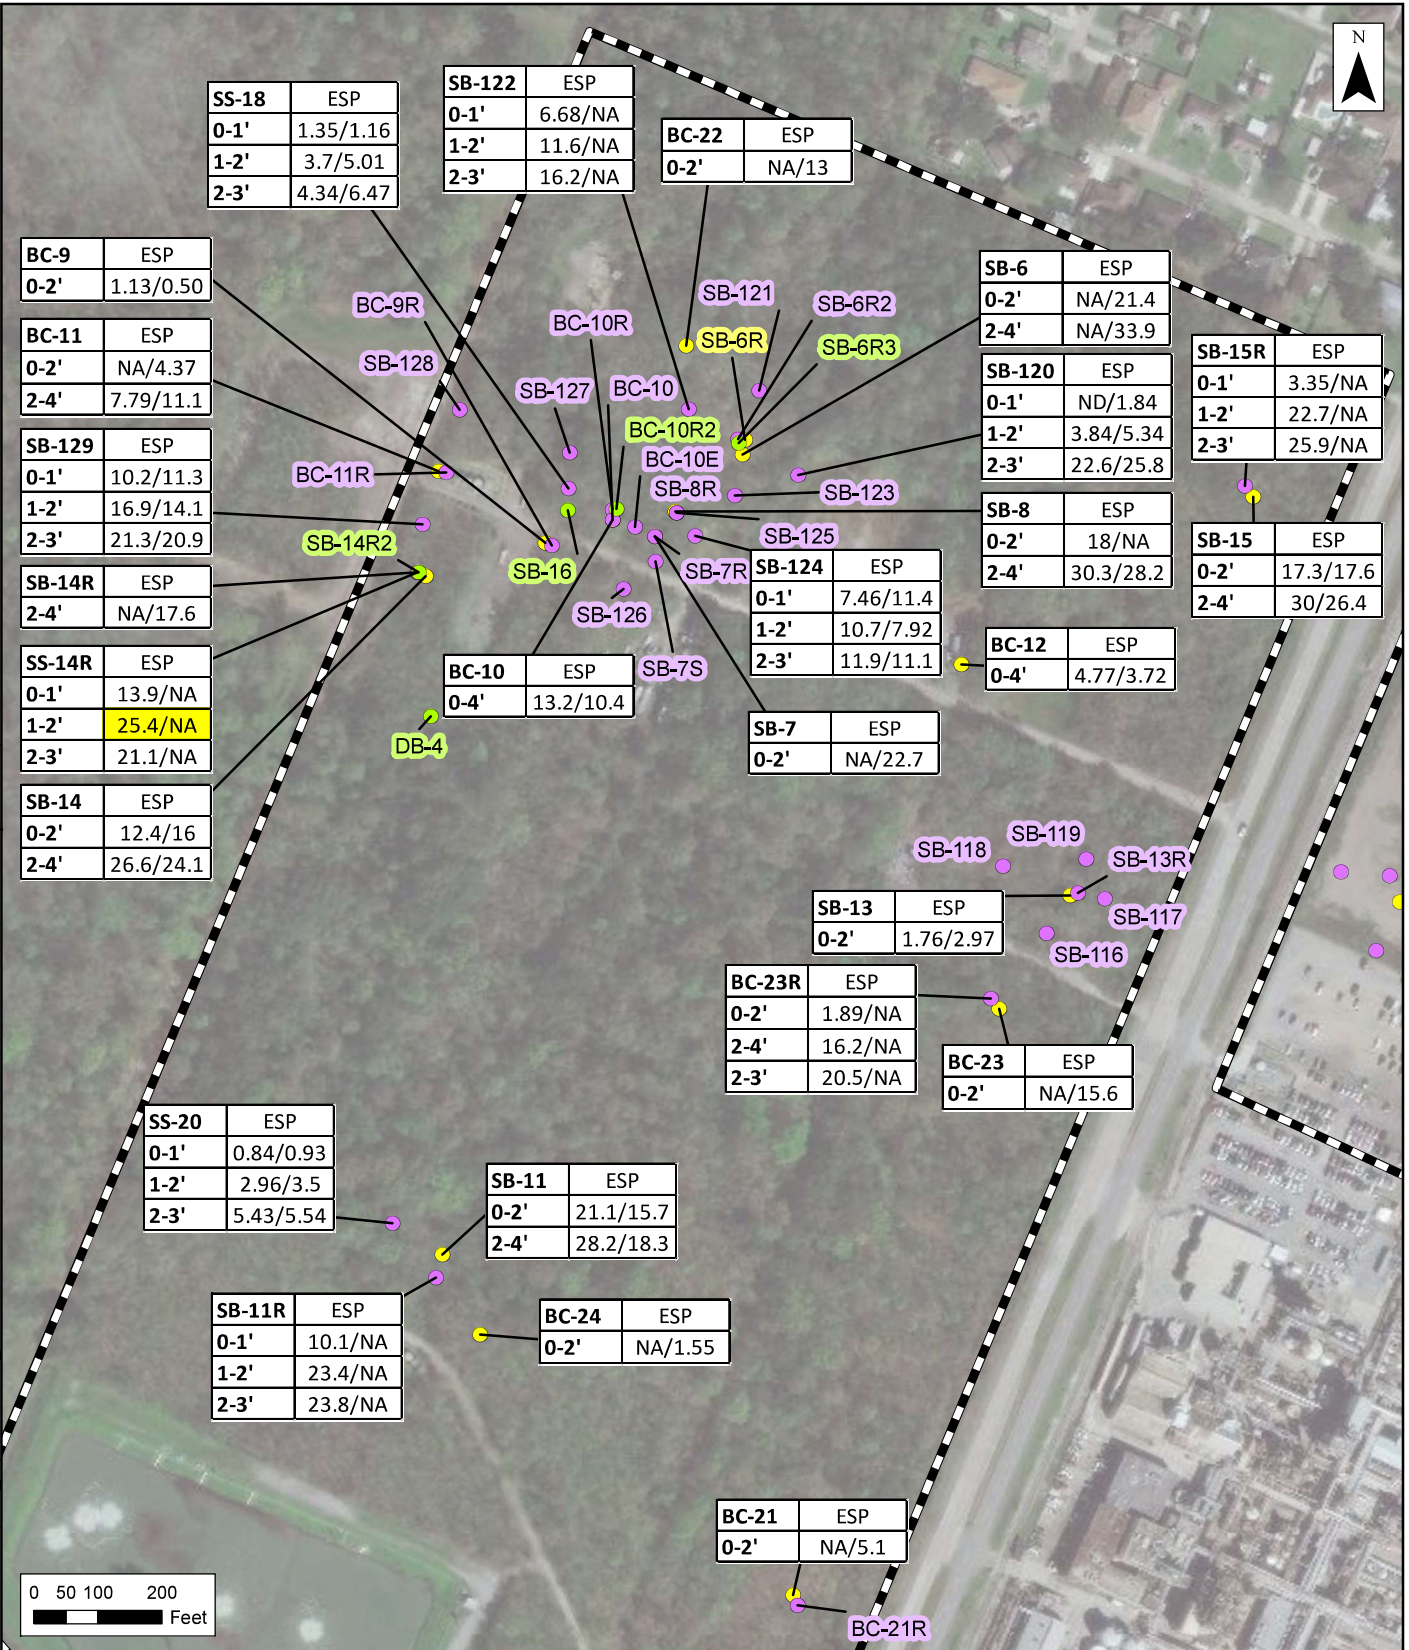 N
SS-18 ESP
0-1' 1.35/1.16
1-2' 3.7/5.01
2-3' 4.34/6.47
SB-122 ESP
0-1' 6.68/NA
1-2' 11.6/NA
2-3' 16.2/NA
BC-22 ESP
0-2' NA/13
BC-9 ESP
0-2' 1.13/0.50
BC-11 ESP
0-2' NA/4.37
2-4' 7.79/11.1
SB-129 ESP
0-1' 10.2/11.3
1-2' 16.9/14.1
2-3' 21.3/20.9
SB-14R ESP
2-4' NA/17.6
SS-14R ESP
0-1' 13.9/NA
1-2' 25.4/NA
2-3' 21.1/NA
SB-14 ESP
0-2' 12.4/16
2-4' 26.6/24.1
BC-9R
SB-128
BC-11R
SB-14R2
DB-4
BC-10R
SB-127
SB-16
SB-126
SB-121
SB-6R2
SB-6R
SB-6R3
BC-10
BC-10R2
BC-10E
SB-8R
SB-123
SB-125
SB-7R
SB-7S
SB-6 ESP
0-2' NA/21.4
2-4' NA/33.9
SB-120 ESP
0-1' ND/1.84
1-2' 3.84/5.34
2-3' 22.6/25.8
SB-8 ESP
0-2' 18/NA
2-4' 30.3/28.2
SB-15R ESP
0-1' 3.35/NA
1-2' 22.7/NA
2-3' 25.9/NA
SB-15 ESP
0-2' 17.3/17.6
2-4' 30/26.4
SB-124 ESP
0-1' 7.46/11.4
1-2' 10.7/7.92
2-3' 11.9/11.1
BC-12 ESP
0-4' 4.77/3.72
BC-10 ESP
0-4' 13.2/10.4
SB-7 ESP
0-2' NA/22.7
SB-119
SB-118
SB-13R
SB-117
SB-116
SB-13 ESP
0-2' 1.76/2.97
BC-23R ESP
0-2' 1.89/NA
2-4' 16.2/NA
2-3' 20.5/NA
BC-23 ESP
0-2' NA/15.6
SS-20 ESP
0-1' 0.84/0.93
1-2' 2.96/3.5
2-3' 5.43/5.54
SB-11 ESP
0-2' 21.1/15.7
2-4' 28.2/18.3
SB-11R ESP
0-1' 10.1/NA
1-2' 23.4/NA
2-3' 23.8/NA
BC-24 ESP
0-2' NA/1.55
BC-21 ESP
0-2' NA/5.1
BC-21R
0 50 100 200
Feet